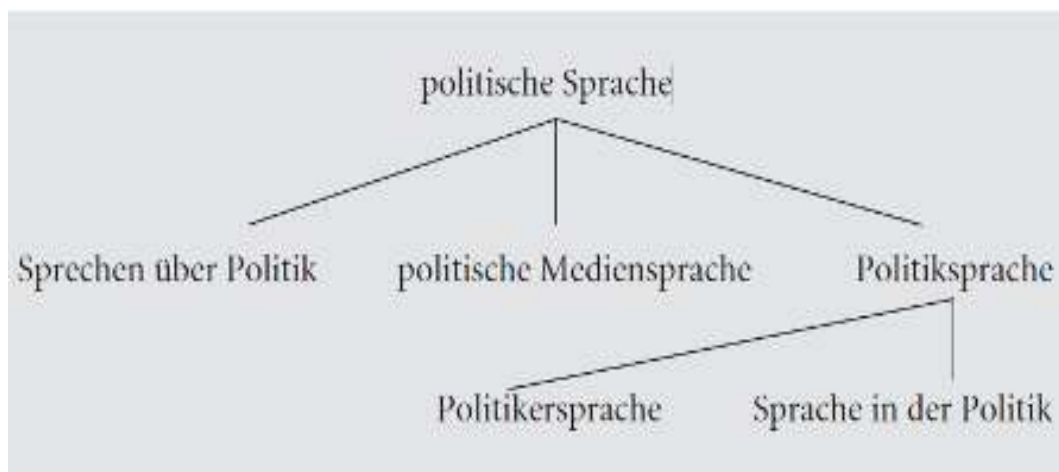 politische Sprache
Sprechen über Politik politische Mediensprache Politiksprache
Politikersprache Sprache in der Politik